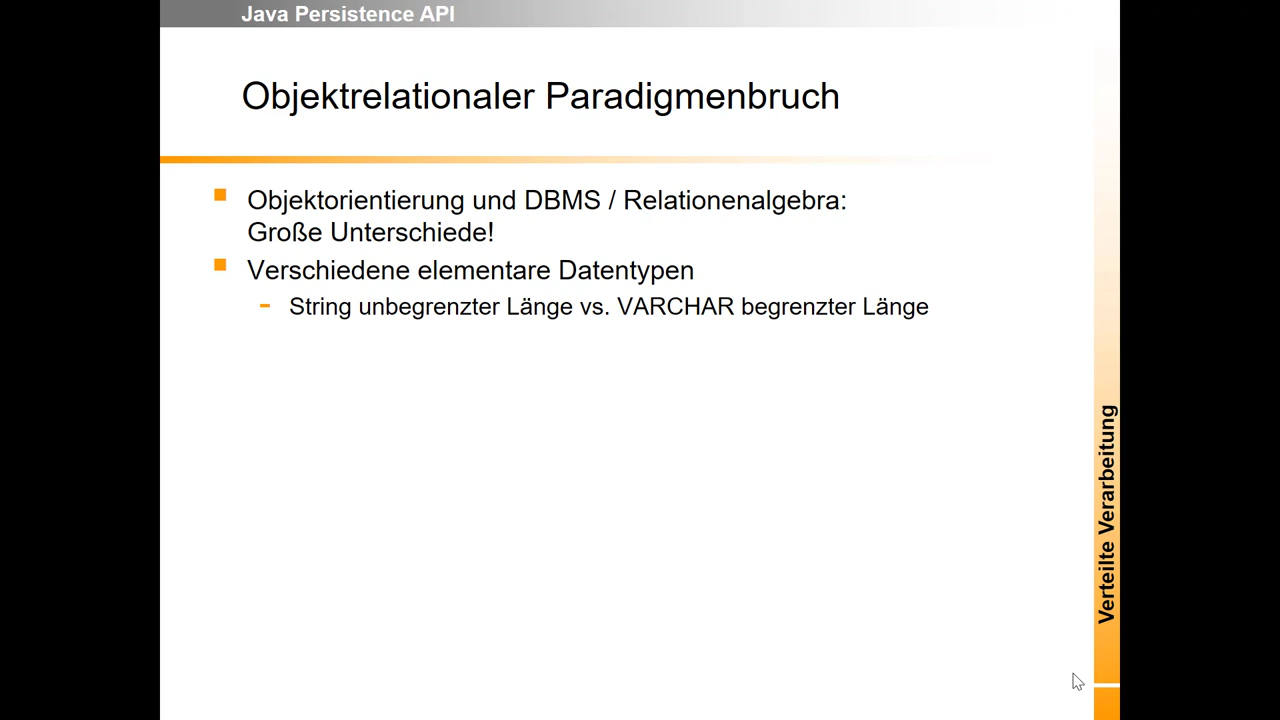 Java Persistence API
Objektrelationaler Paradigmenbruch
Objektorientierung und DBMS / Relationenalgebra:
Große Unterschiede!
Verschiedene elementare Datentypen
- String unbegrenzter Länge vs. VARCHAR begrenzter Länge
Verteilte Verarbeitung